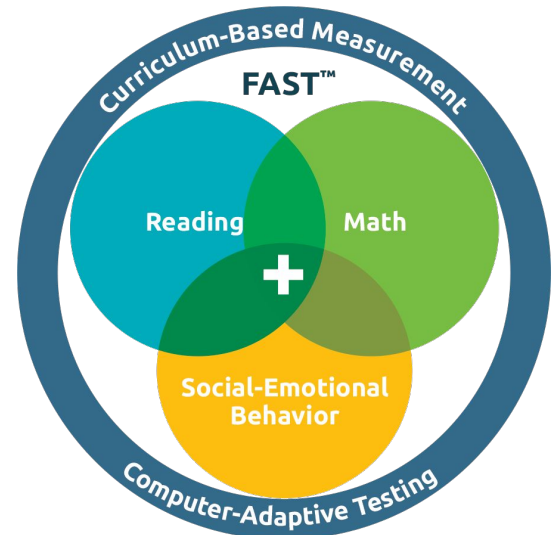 Curriculum-Based Measurement
FAST™
Reading
Math
+
Social-Emotional
Behavior
Computer-Adaptive Testing